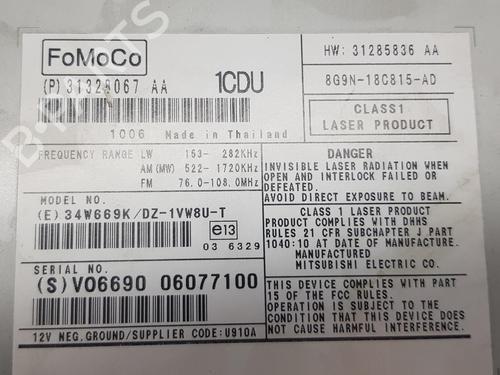 FoMoCo
(P) 31328067 AA
1CDU
HW: 31285836 AA
8G9N-18C815-AD
CLASS1
LASER PRODUCT
1006 Made in Thailand
FREQUENCY RANGE LW 153- 282KHz
AM (MW) 522- 1720KHz
FM 76.0-108.0MHz
DANGER
INVISIBLE LASER RADIATION WHEN
OPEN AND INTERLOCK FAILED OR
DEFEATED.
AVOID DIRECT EXPOSURE TO BEAM.
MODEL NO.
(E) 34W669K/DZ-1VW8U-T
e13
03 6329
CLASS 1 LASER PRODUCT
PRODUCT COMPLIES WITH DHHS
RULES 21 CFR SUBCHAPTER J PART
1040:10 AT DATE OF MANUFACTURE.
MANUFACTURED
MITSUBISHI ELECTRIC CO.
SERIAL NO.
(S) V06690 06077100
THIS DEVICE COMPLIES WITH PART
15 OF THE FCC RULES.
OPERATION IS SUBJECT TO THE
CONDITION THAT THIS DEVICE DOES
NOT CAUSE HARMFUL INTERFERENCE.
12V NEG.GROUND/SUPPLIER CODE:U910A